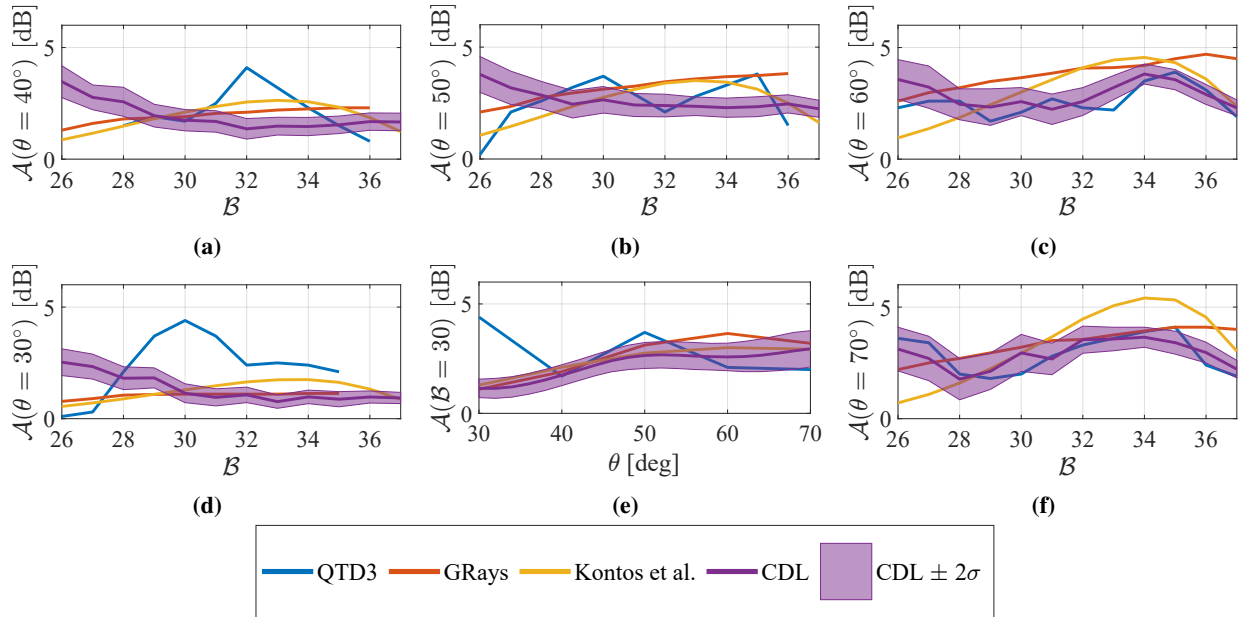 𝒜(θ = 40°) [dB]
5
0
26 28 30 32 34 36
ℬ
(a)
𝒜(θ = 50°) [dB]
5
0
26 28 30 32 34 36
ℬ
(b)
𝒜(θ = 60°) [dB]
5
0
26 28 30 32 34 36
ℬ
(c)
𝒜(θ = 30°) [dB]
5
0
26 28 30 32 34 36
ℬ
(d)
𝒜(ℬ = 30) [dB]
5
0
30 40 50 60 70
θ [deg]
(e)
𝒜(θ = 70°) [dB]
5
0
26 28 30 32 34 36
ℬ
(f)
QTD3 GRays Kontos et al. CDL CDL ± 2σ